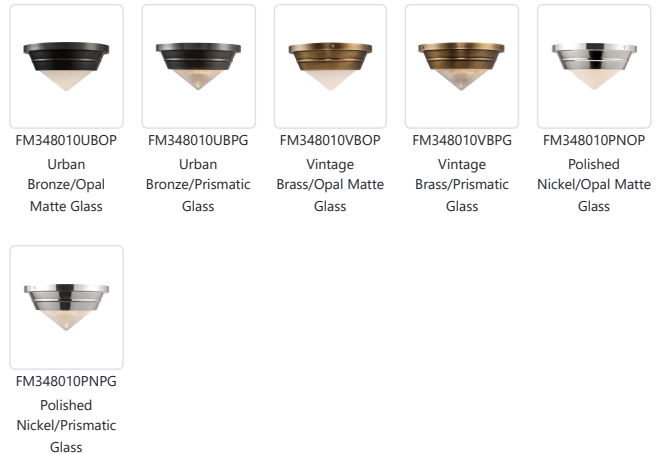 FM348010UBOP
Urban
Bronze/Opal
Matte Glass
FM348010UBPG
Urban
Bronze/Prismatic
Glass
FM348010VBOP
Vintage
Brass/Opal Matte
Glass
FM348010VBPG
Vintage
Brass/Prismatic
Glass
FM348010PNOP
Polished
Nickel/Opal Matte
Glass
FM348010PNPG
Polished
Nickel/Prismatic
Glass